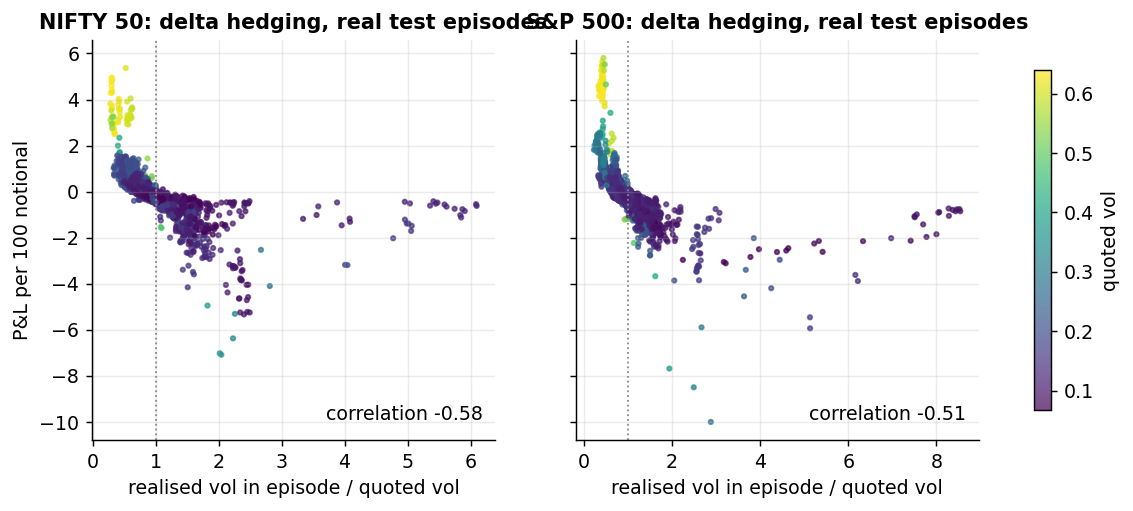 NIFTY 50: delta hedging, real test episodes
S&P 500: delta hedging, real test episodes
P&L per 100 notional
6
4
2
0
−2
−4
−6
−8
−10
correlation -0.58
0 1 2 3 4 5 6
realised vol in episode / quoted vol
correlation -0.51
0 2 4 6 8
realised vol in episode / quoted vol
0.6
0.5
0.4
0.3
0.2
0.1
quoted vol